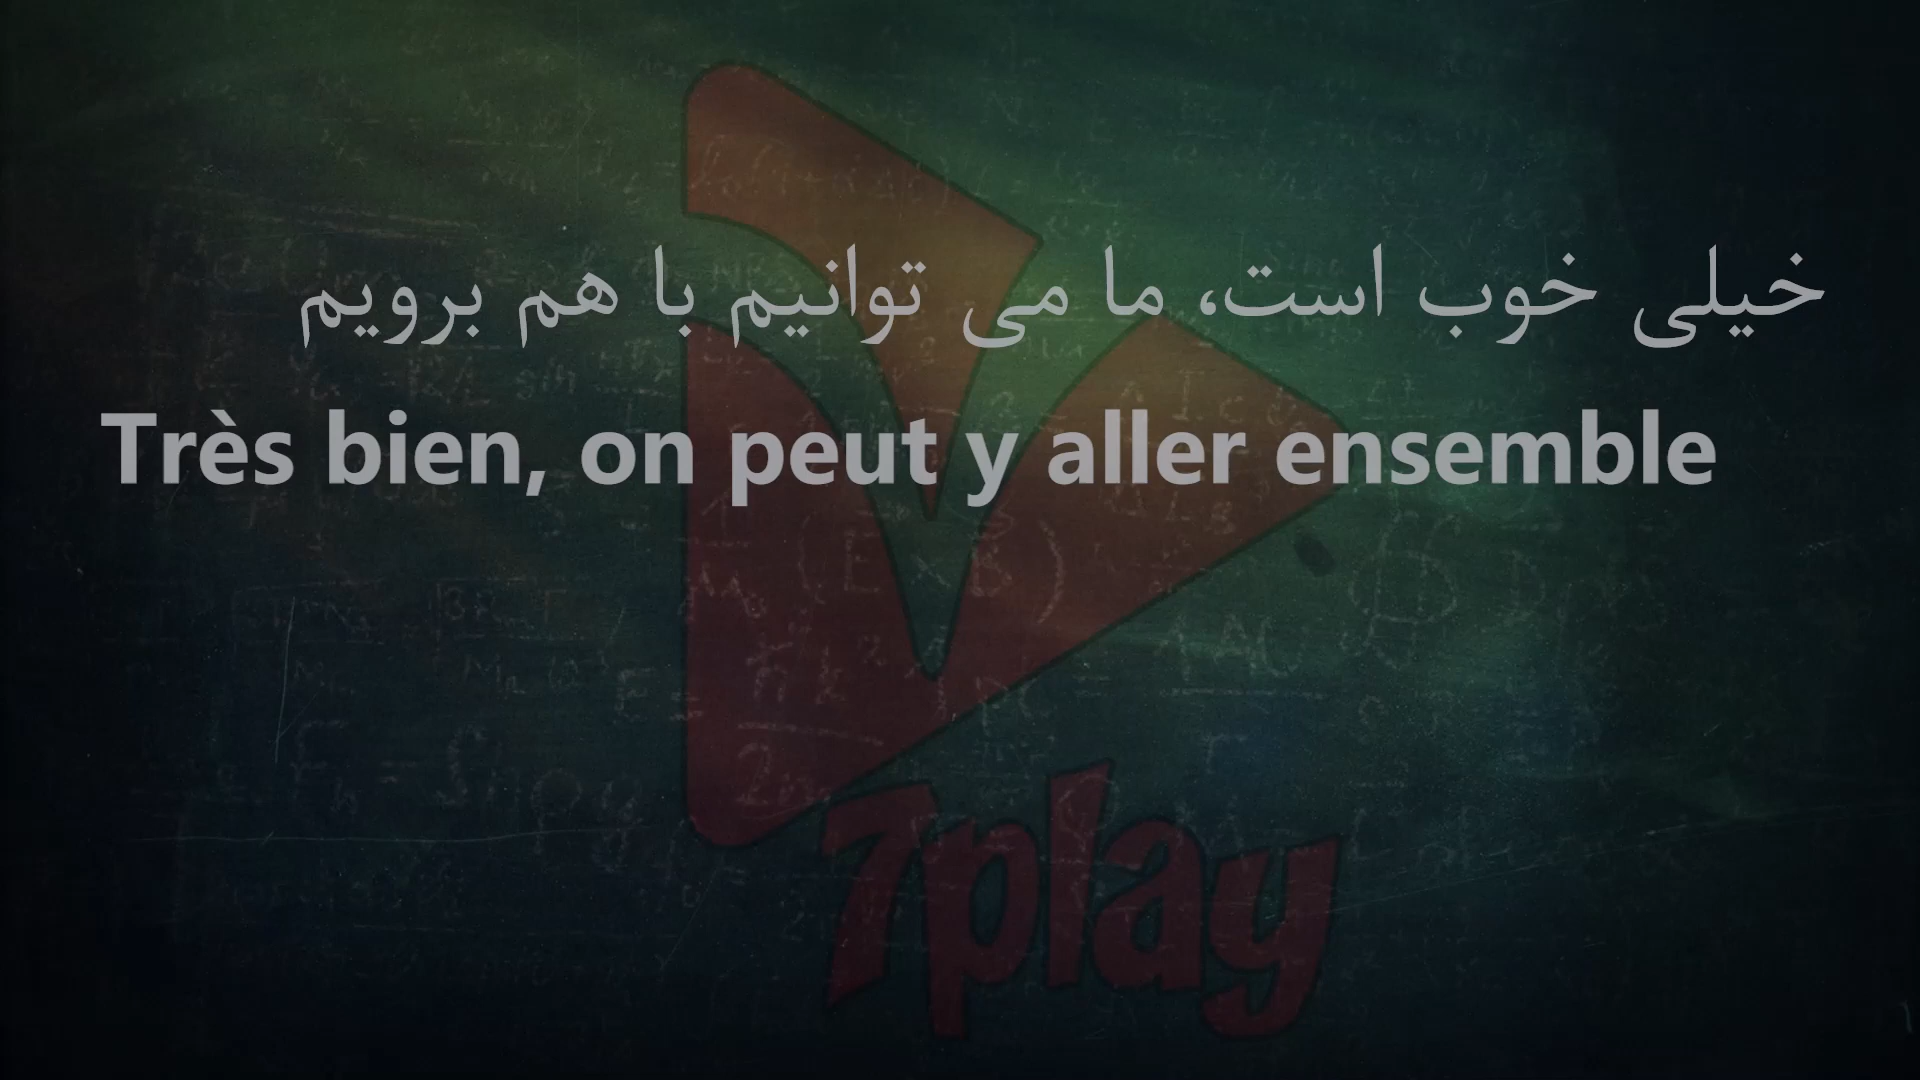 خیلی خوب است، ما می توانیم با هم برویم
Très bien, on peut y aller ensemble
7play